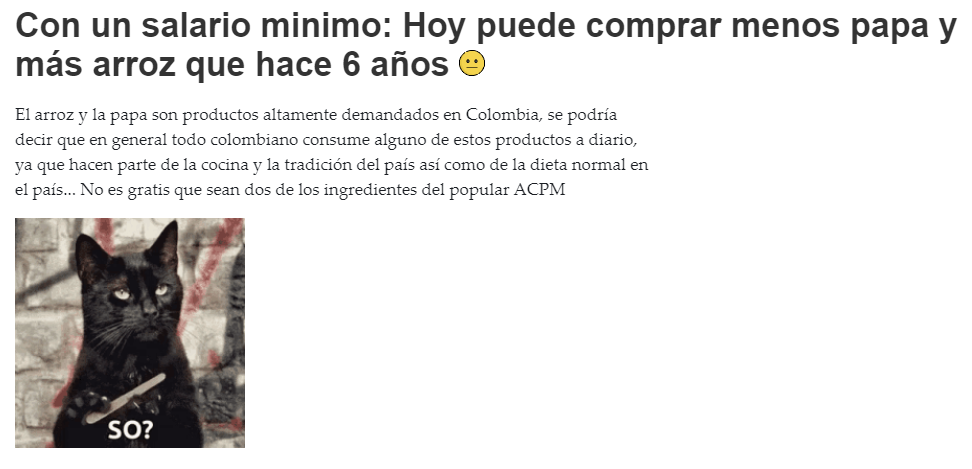 Con un salario minimo: Hoy puede comprar menos papa y
más arroz que hace 6 años 😐
El arroz y la papa son productos altamente demandados en Colombia, se podría
decir que en general todo colombiano consume alguno de estos productos a diario,
ya que hacen parte de la cocina y la tradición del país así como de la dieta normal en
el país... No es gratis que sean dos de los ingredientes del popular ACPM
SO?